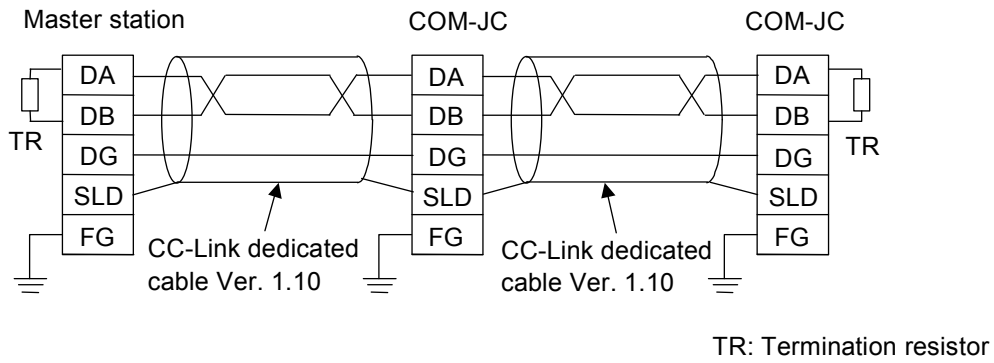 Master station
COM-JC
COM-JC
DA
DB
DG
SLD
FG
TR
DA
DB
DG
SLD
FG
DA
DB
DG
SLD
FG
TR
CC-Link dedicated
cable Ver. 1.10
CC-Link dedicated
cable Ver. 1.10
TR: Termination resistor